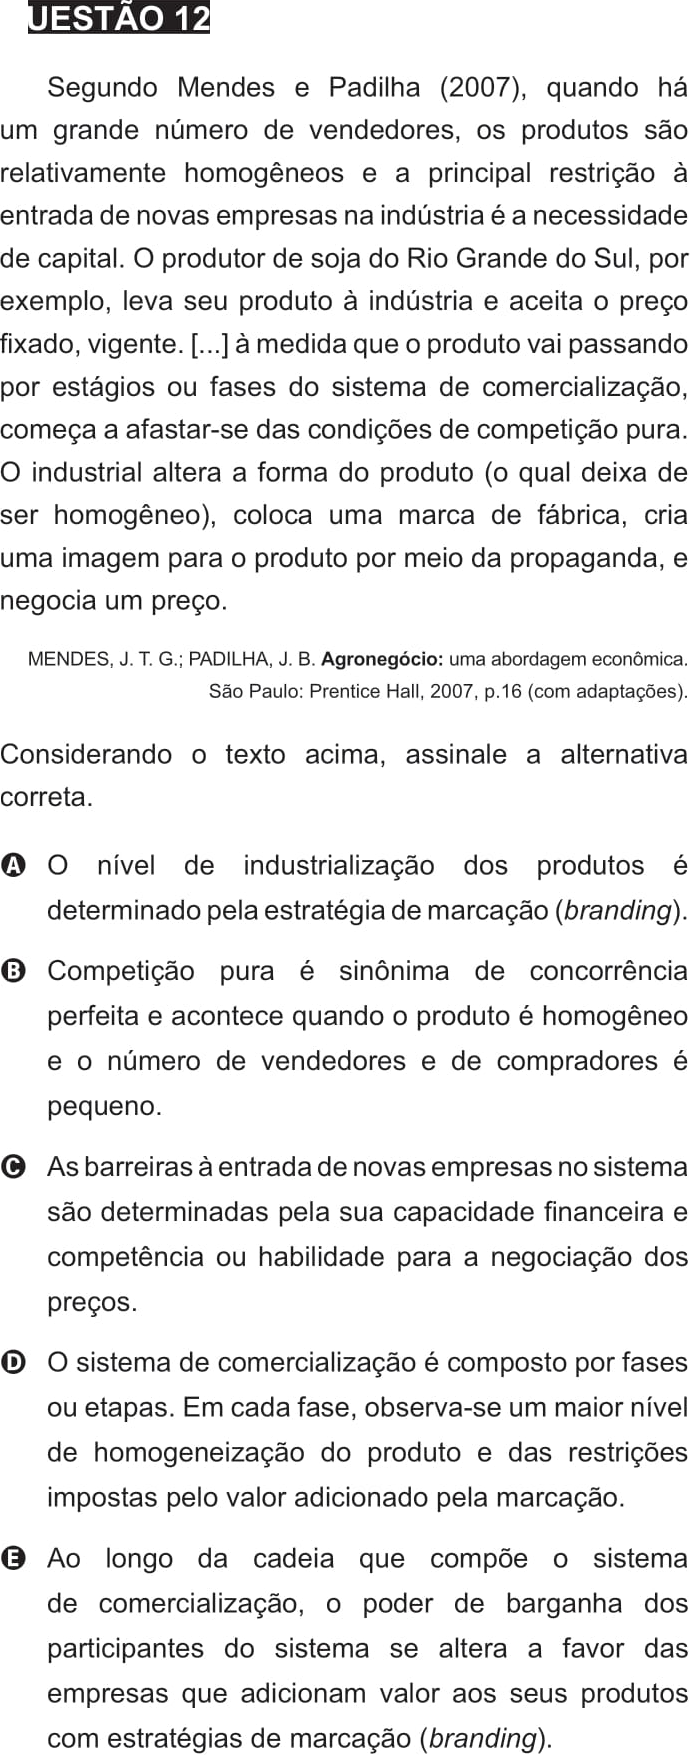 UESTÃO 12
Segundo Mendes e Padilha (2007), quando há
um grande número de vendedores, os produtos são
relativamente homogêneos e a principal restrição à
entrada de novas empresas na indústria é a necessidade
de capital. O produtor de soja do Rio Grande do Sul, por
exemplo, leva seu produto à indústria e aceita o preço
fixado, vigente. [...] à medida que o produto vai passando
por estágios ou fases do sistema de comercialização,
começa a afastar-se das condições de competição pura.
O industrial altera a forma do produto (o qual deixa de
ser homogêneo), coloca uma marca de fábrica, cria
uma imagem para o produto por meio da propaganda, e
negocia um preço.
MENDES, J. T. G.; PADILHA, J. B. Agronegócio: uma abordagem econômica.
São Paulo: Prentice Hall, 2007, p.16 (com adaptações).
Considerando o texto acima, assinale a alternativa
correta.
A O nível de industrialização dos produtos é
determinado pela estratégia de marcação (branding).
B Competição pura é sinônima de concorrência
perfeita e acontece quando o produto é homogêneo
e o número de vendedores e de compradores é
pequeno.
C As barreiras à entrada de novas empresas no sistema
são determinadas pela sua capacidade financeira e
competência ou habilidade para a negociação dos
preços.
D O sistema de comercialização é composto por fases
ou etapas. Em cada fase, observa-se um maior nível
de homogeneização do produto e das restrições
impostas pelo valor adicionado pela marcação.
E Ao longo da cadeia que compõe o sistema
de comercialização, o poder de barganha dos
participantes do sistema se altera a favor das
empresas que adicionam valor aos seus produtos
com estratégias de marcação (branding).